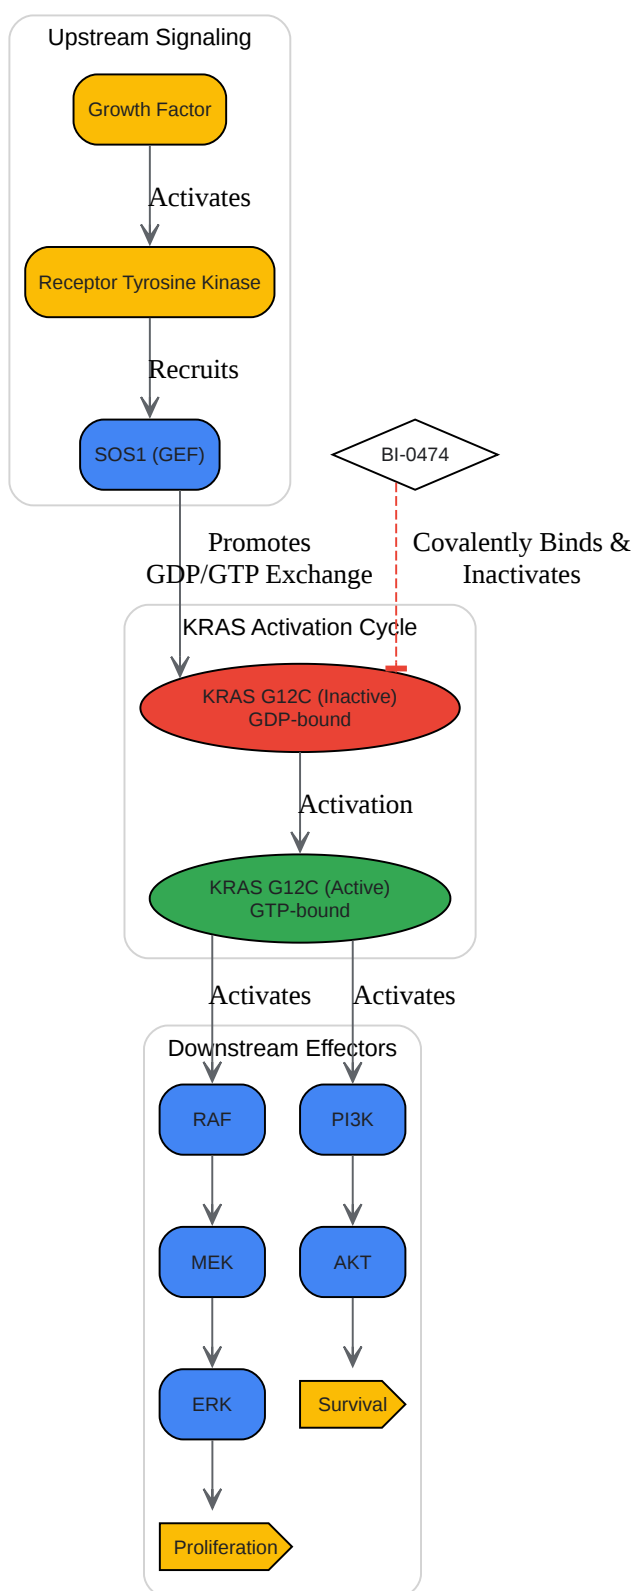 Upstream Signaling
Growth Factor
Activates
Receptor Tyrosine Kinase
Recruits
SOS1 (GEF)
BI-0474
Promotes
GDP/GTP Exchange
Covalently Binds &
Inactivates
KRAS Activation Cycle
KRAS G12C (Inactive)
GDP-bound
Activation
KRAS G12C (Active)
GTP-bound
Activates
Activates
Downstream Effectors
RAF
PI3K
MEK
AKT
ERK
Survival
Proliferation